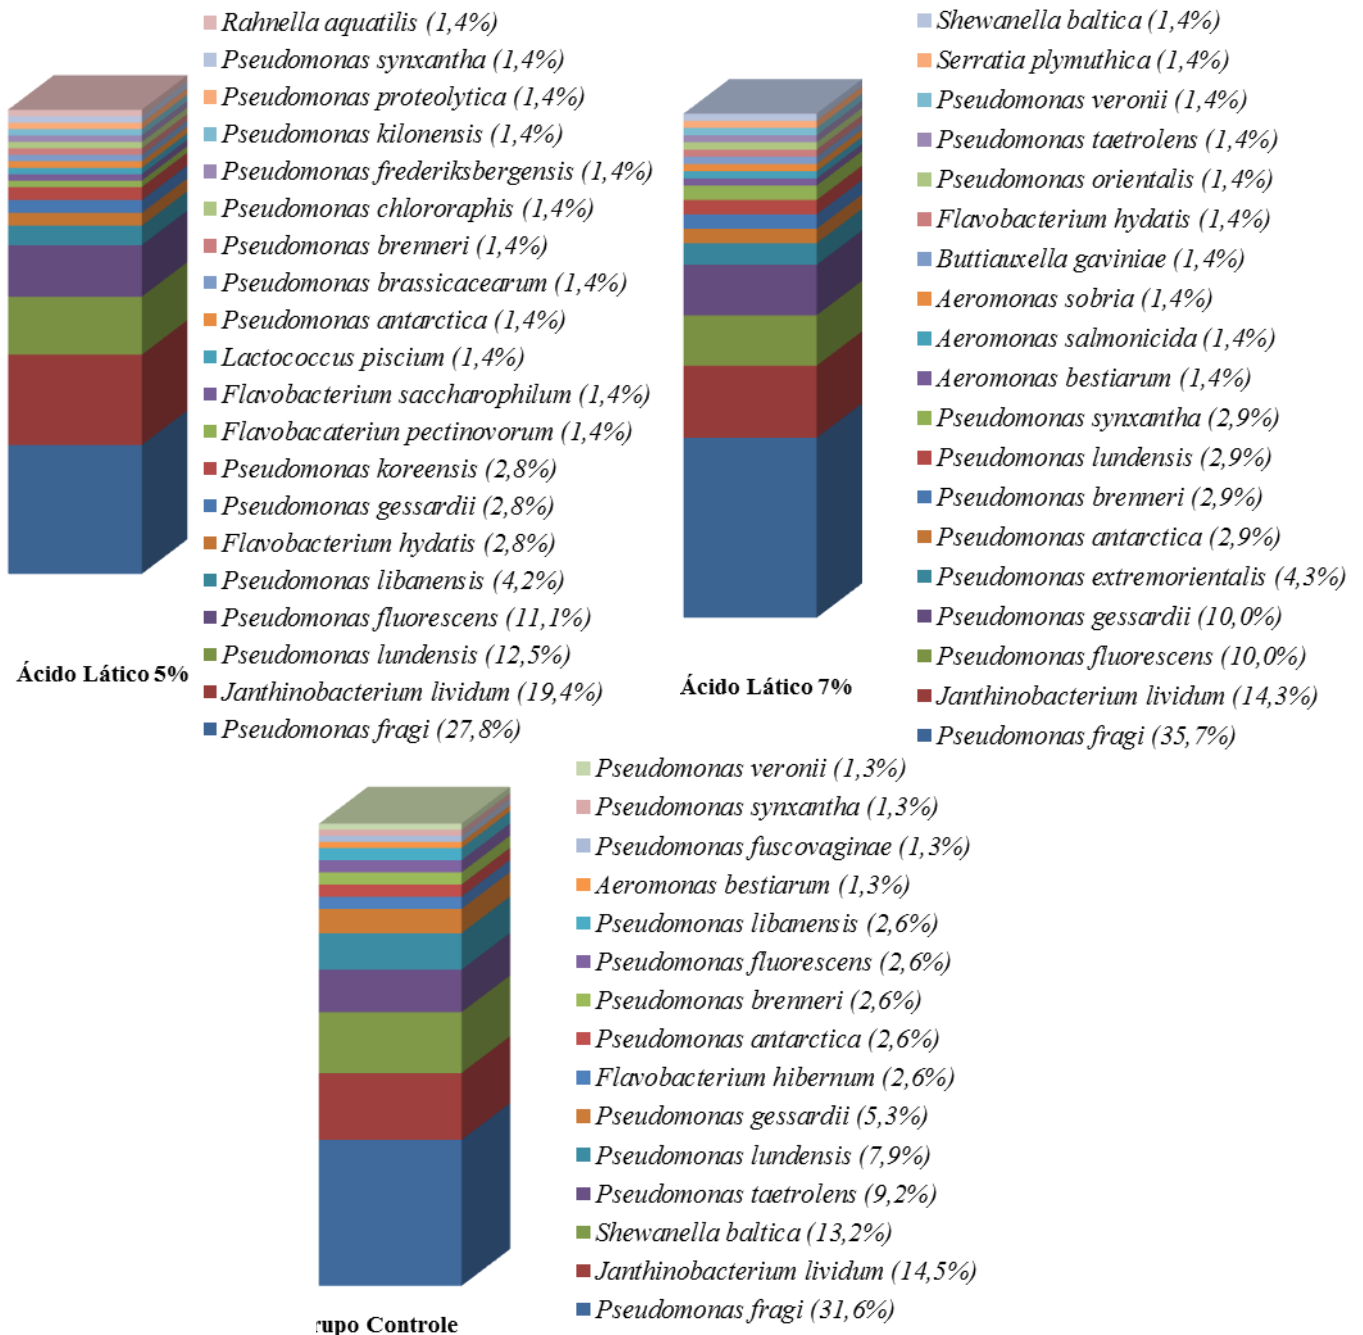 Rahnella aquatilis (1,4%)
Pseudomonas synxantha (1,4%)
Pseudomonas proteolytica (1,4%)
Pseudomonas kilonensis (1,4%)
Pseudomonas frederiksbergensis (1,4%)
Pseudomonas chlororaphis (1,4%)
Pseudomonas brenneri (1,4%)
Pseudomonas brassicacearum (1,4%)
Pseudomonas antarctica (1,4%)
Lactococcus piscium (1,4%)
Flavobacterium saccharophilum (1,4%)
Flavobacateriun pectinovorum (1,4%)
Pseudomonas koreensis (2,8%)
Pseudomonas gessardii (2,8%)
Flavobacterium hydatis (2,8%)
Pseudomonas libanensis (4,2%)
Pseudomonas fluorescens (11,1%)
Pseudomonas lundensis (12,5%)
Janthinobacterium lividum (19,4%)
Pseudomonas fragi (27,8%)
Ácido Lático 5%
Shewanella baltica (1,4%)
Serratia plymuthica (1,4%)
Pseudomonas veronii (1,4%)
Pseudomonas taetrolens (1,4%)
Pseudomonas orientalis (1,4%)
Flavobacterium hydatis (1,4%)
Buttiauxella gaviniae (1,4%)
Aeromonas sobria (1,4%)
Aeromonas salmonicida (1,4%)
Aeromonas bestiarum (1,4%)
Pseudomonas synxantha (2,9%)
Pseudomonas lundensis (2,9%)
Pseudomonas brenneri (2,9%)
Pseudomonas antarctica (2,9%)
Pseudomonas extremorientalis (4,3%)
Pseudomonas gessardii (10,0%)
Pseudomonas fluorescens (10,0%)
Janthinobacterium lividum (14,3%)
Pseudomonas fragi (35,7%)
Ácido Lático 7%
Pseudomonas veronii (1,3%)
Pseudomonas synxantha (1,3%)
Pseudomonas fuscovaginae (1,3%)
Aeromonas bestiarum (1,3%)
Pseudomonas libanensis (2,6%)
Pseudomonas fluorescens (2,6%)
Pseudomonas brenneri (2,6%)
Pseudomonas antarctica (2,6%)
Flavobacterium hibernum (2,6%)
Pseudomonas gessardii (5,3%)
Pseudomonas lundensis (7,9%)
Pseudomonas taetrolens (9,2%)
Shewanella baltica (13,2%)
Janthinobacterium lividum (14,5%)
Pseudomonas fragi (31,6%)
rupo Controle